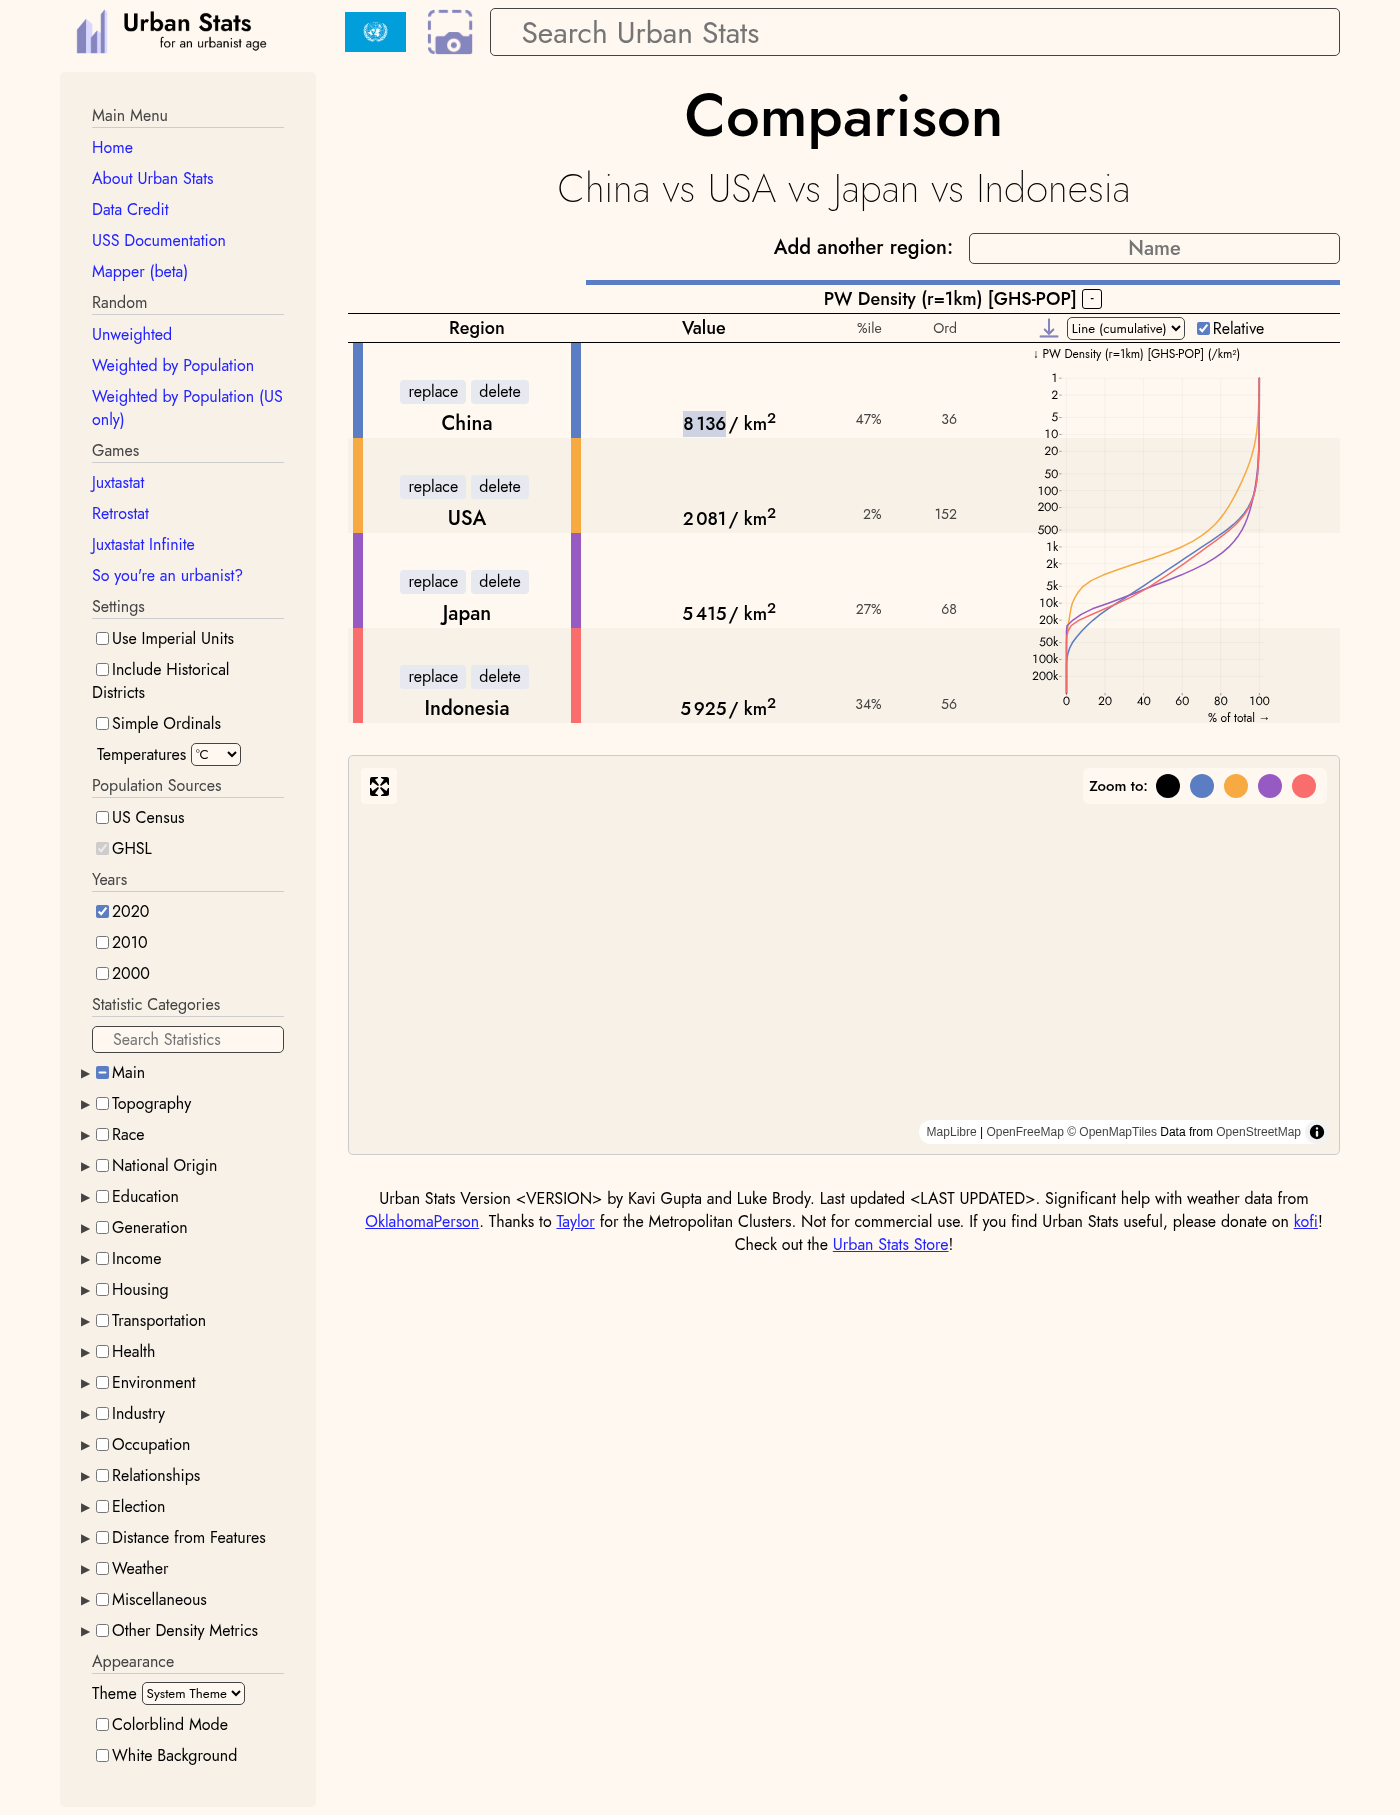 Urban Stats
for an urbanist age
Search Urban Stats
Main Menu
Home
About Urban Stats
Data Credit
USS Documentation
Mapper (beta)
Random
Unweighted
Weighted by Population
Weighted by Population (US
only)
Games
Juxtastat
Retrostat
Juxtastat Infinite
So you're an urbanist?
Settings
Use Imperial Units
Include Historical
Districts
Simple Ordinals
Temperatures °C
Population Sources
US Census
GHSL
Years
2020
2010
2000
Statistic Categories
Search Statistics
Main
Topography
Race
National Origin
Education
Generation
Income
Housing
Transportation
Health
Environment
Industry
Occupation
Relationships
Election
Distance from Features
Weather
Miscellaneous
Other Density Metrics
Appearance
Theme System Theme
Colorblind Mode
White Background
Comparison
China vs USA vs Japan vs Indonesia
Add another region: Name
PW Density (r=1km) [GHS-POP] -
Region Value %ile Ord Line (cumulative) Relative
replace delete
China 8 136 / km² 47% 36
replace delete
USA 2 081 / km² 2% 152
replace delete
Japan 5 415 / km² 27% 68
replace delete
Indonesia 5 925 / km² 34% 56
↓ PW Density (r=1km) [GHS-POP] (/km²)
1
2
5
10
20
50
100
200
500
1k
2k
5k
10k
20k
50k
100k
200k
0 20 40 60 80 100
% of total →
Zoom to:
MapLibre | OpenFreeMap © OpenMapTiles Data from OpenStreetMap
Urban Stats Version <VERSION> by Kavi Gupta and Luke Brody. Last updated <LAST UPDATED>. Significant help with weather data from
OklahomaPerson. Thanks to Taylor for the Metropolitan Clusters. Not for commercial use. If you find Urban Stats useful, please donate on kofi!
Check out the Urban Stats Store!